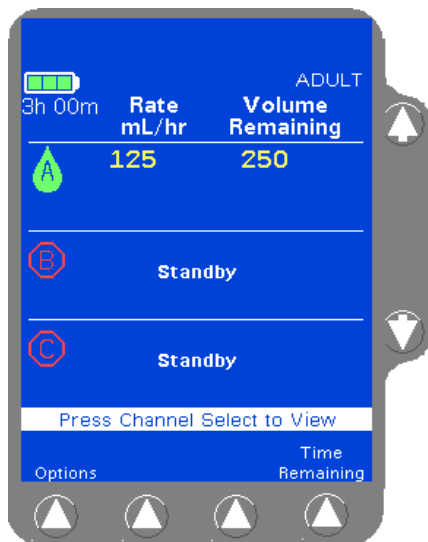 ADULT
3h 00m Rate Volume
mL/hr Remaining
A 125 250
B Standby
C Standby
Press Channel Select to View
Time
Options Remaining